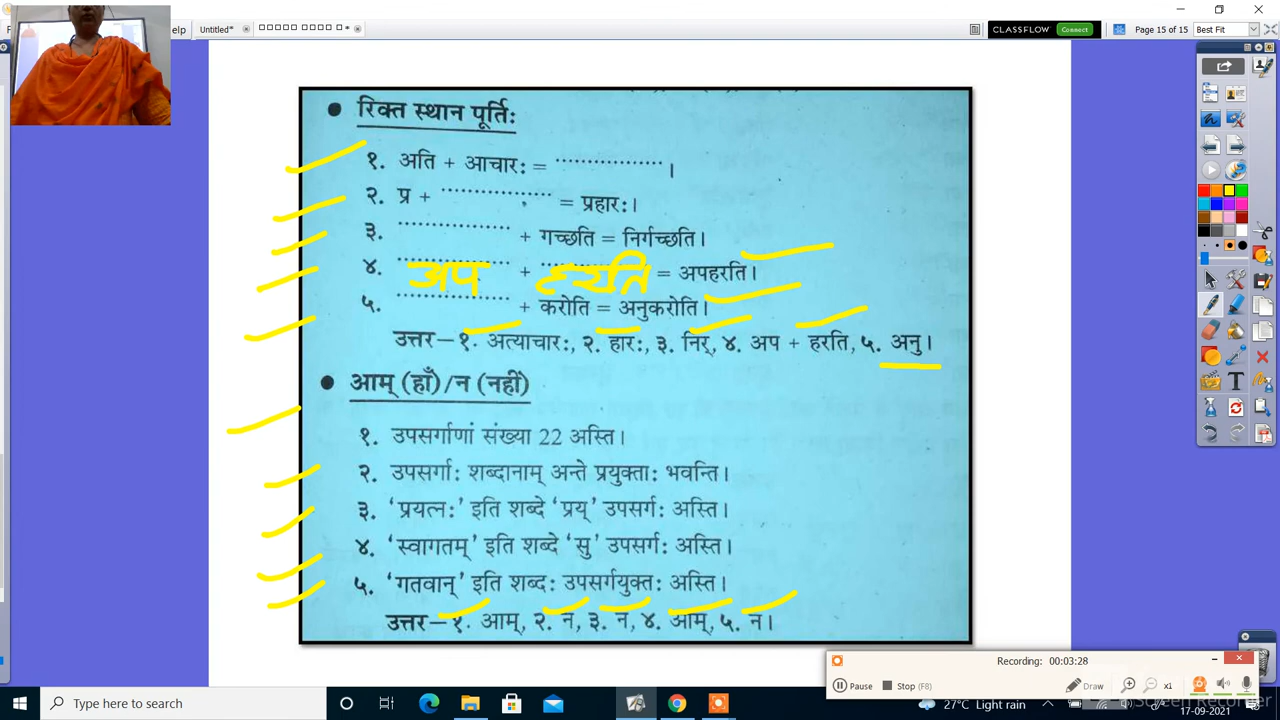 elp Untitled*
CLASSFLOW Connect Page 15 of 15 Best Fit
रिक्त स्थान पूर्तिः
१. अति + आचारः = ................ ।
२. प्र + ................ = प्रहारः।
३. ................ + गच्छति = निर्गच्छति।
४. अप + हरति = अपहरति।
५. ................ + करोति = अनुकरोति।
उत्तर–१. अत्याचारः, २. हारः, ३. निर्, ४. अप + हरति, ५. अनु।
आम् (हाँ)/न (नहीं)
१. उपसर्गाणां संख्या 22 अस्ति।
२. उपसर्गाः शब्दानाम् अन्ते प्रयुक्ताः भवन्ति।
३. ‘प्रयत्नः’ इति शब्दे ‘प्रय्’ उपसर्गः अस्ति।
४. ‘स्वागतम्’ इति शब्दे ‘सु’ उपसर्गः अस्ति।
५. ‘गतवान्’ इति शब्दः उपसर्गयुक्तः अस्ति।
उत्तर–१. आम्, २. न, ३. न, ४. आम्, ५. न।
Recording: 00:03:28
Pause Stop (F8) Draw x1
Type here to search 27°C Light rain
17-09-2021
Screen Recorder